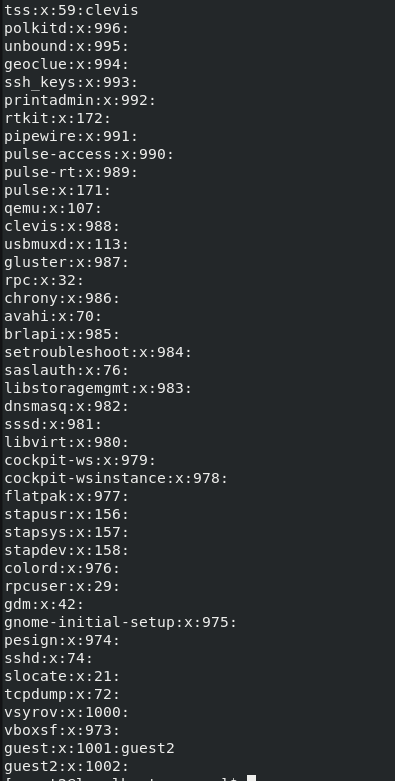 tss:x:59:clevis
polkitd:x:996:
unbound:x:995:
geoclue:x:994:
ssh_keys:x:993:
printadmin:x:992:
rtkit:x:172:
pipewire:x:991:
pulse-access:x:990:
pulse-rt:x:989:
pulse:x:171:
qemu:x:107:
clevis:x:988:
usbmuxd:x:113:
gluster:x:987:
rpc:x:32:
chrony:x:986:
avahi:x:70:
brlapi:x:985:
setroubleshoot:x:984:
saslauth:x:76:
libstoragemgmt:x:983:
dnsmasq:x:982:
sssd:x:981:
libvirt:x:980:
cockpit-ws:x:979:
cockpit-wsinstance:x:978:
flatpak:x:977:
stapusr:x:156:
stapsys:x:157:
stapdev:x:158:
colord:x:976:
rpcuser:x:29:
gdm:x:42:
gnome-initial-setup:x:975:
pesign:x:974:
sshd:x:74:
slocate:x:21:
tcpdump:x:72:
vsyrov:x:1000:
vboxsf:x:973:
guest:x:1001:guest2
guest2:x:1002: